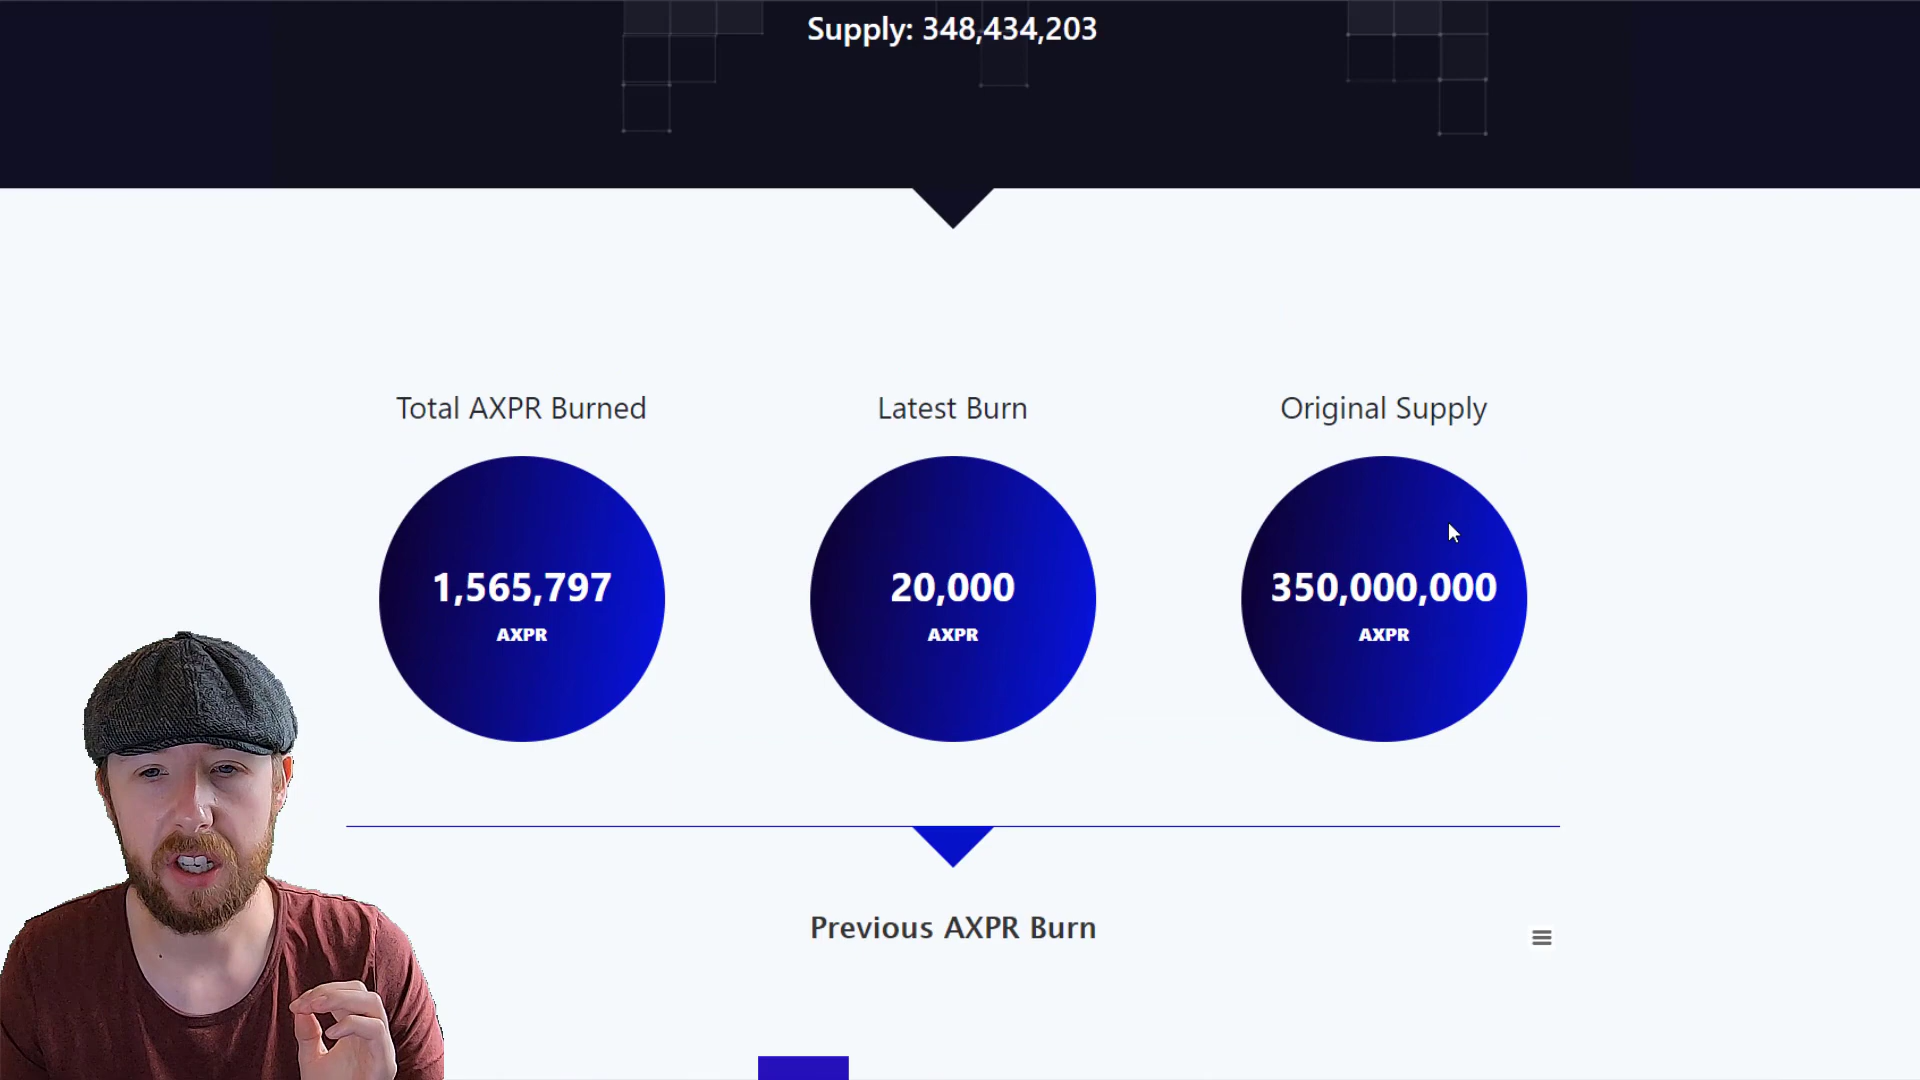 Supply: 348,434,203
Total AXPR Burned
Latest Burn
Original Supply
1,565,797
AXPR
20,000
AXPR
350,000,000
AXPR
Previous AXPR Burn